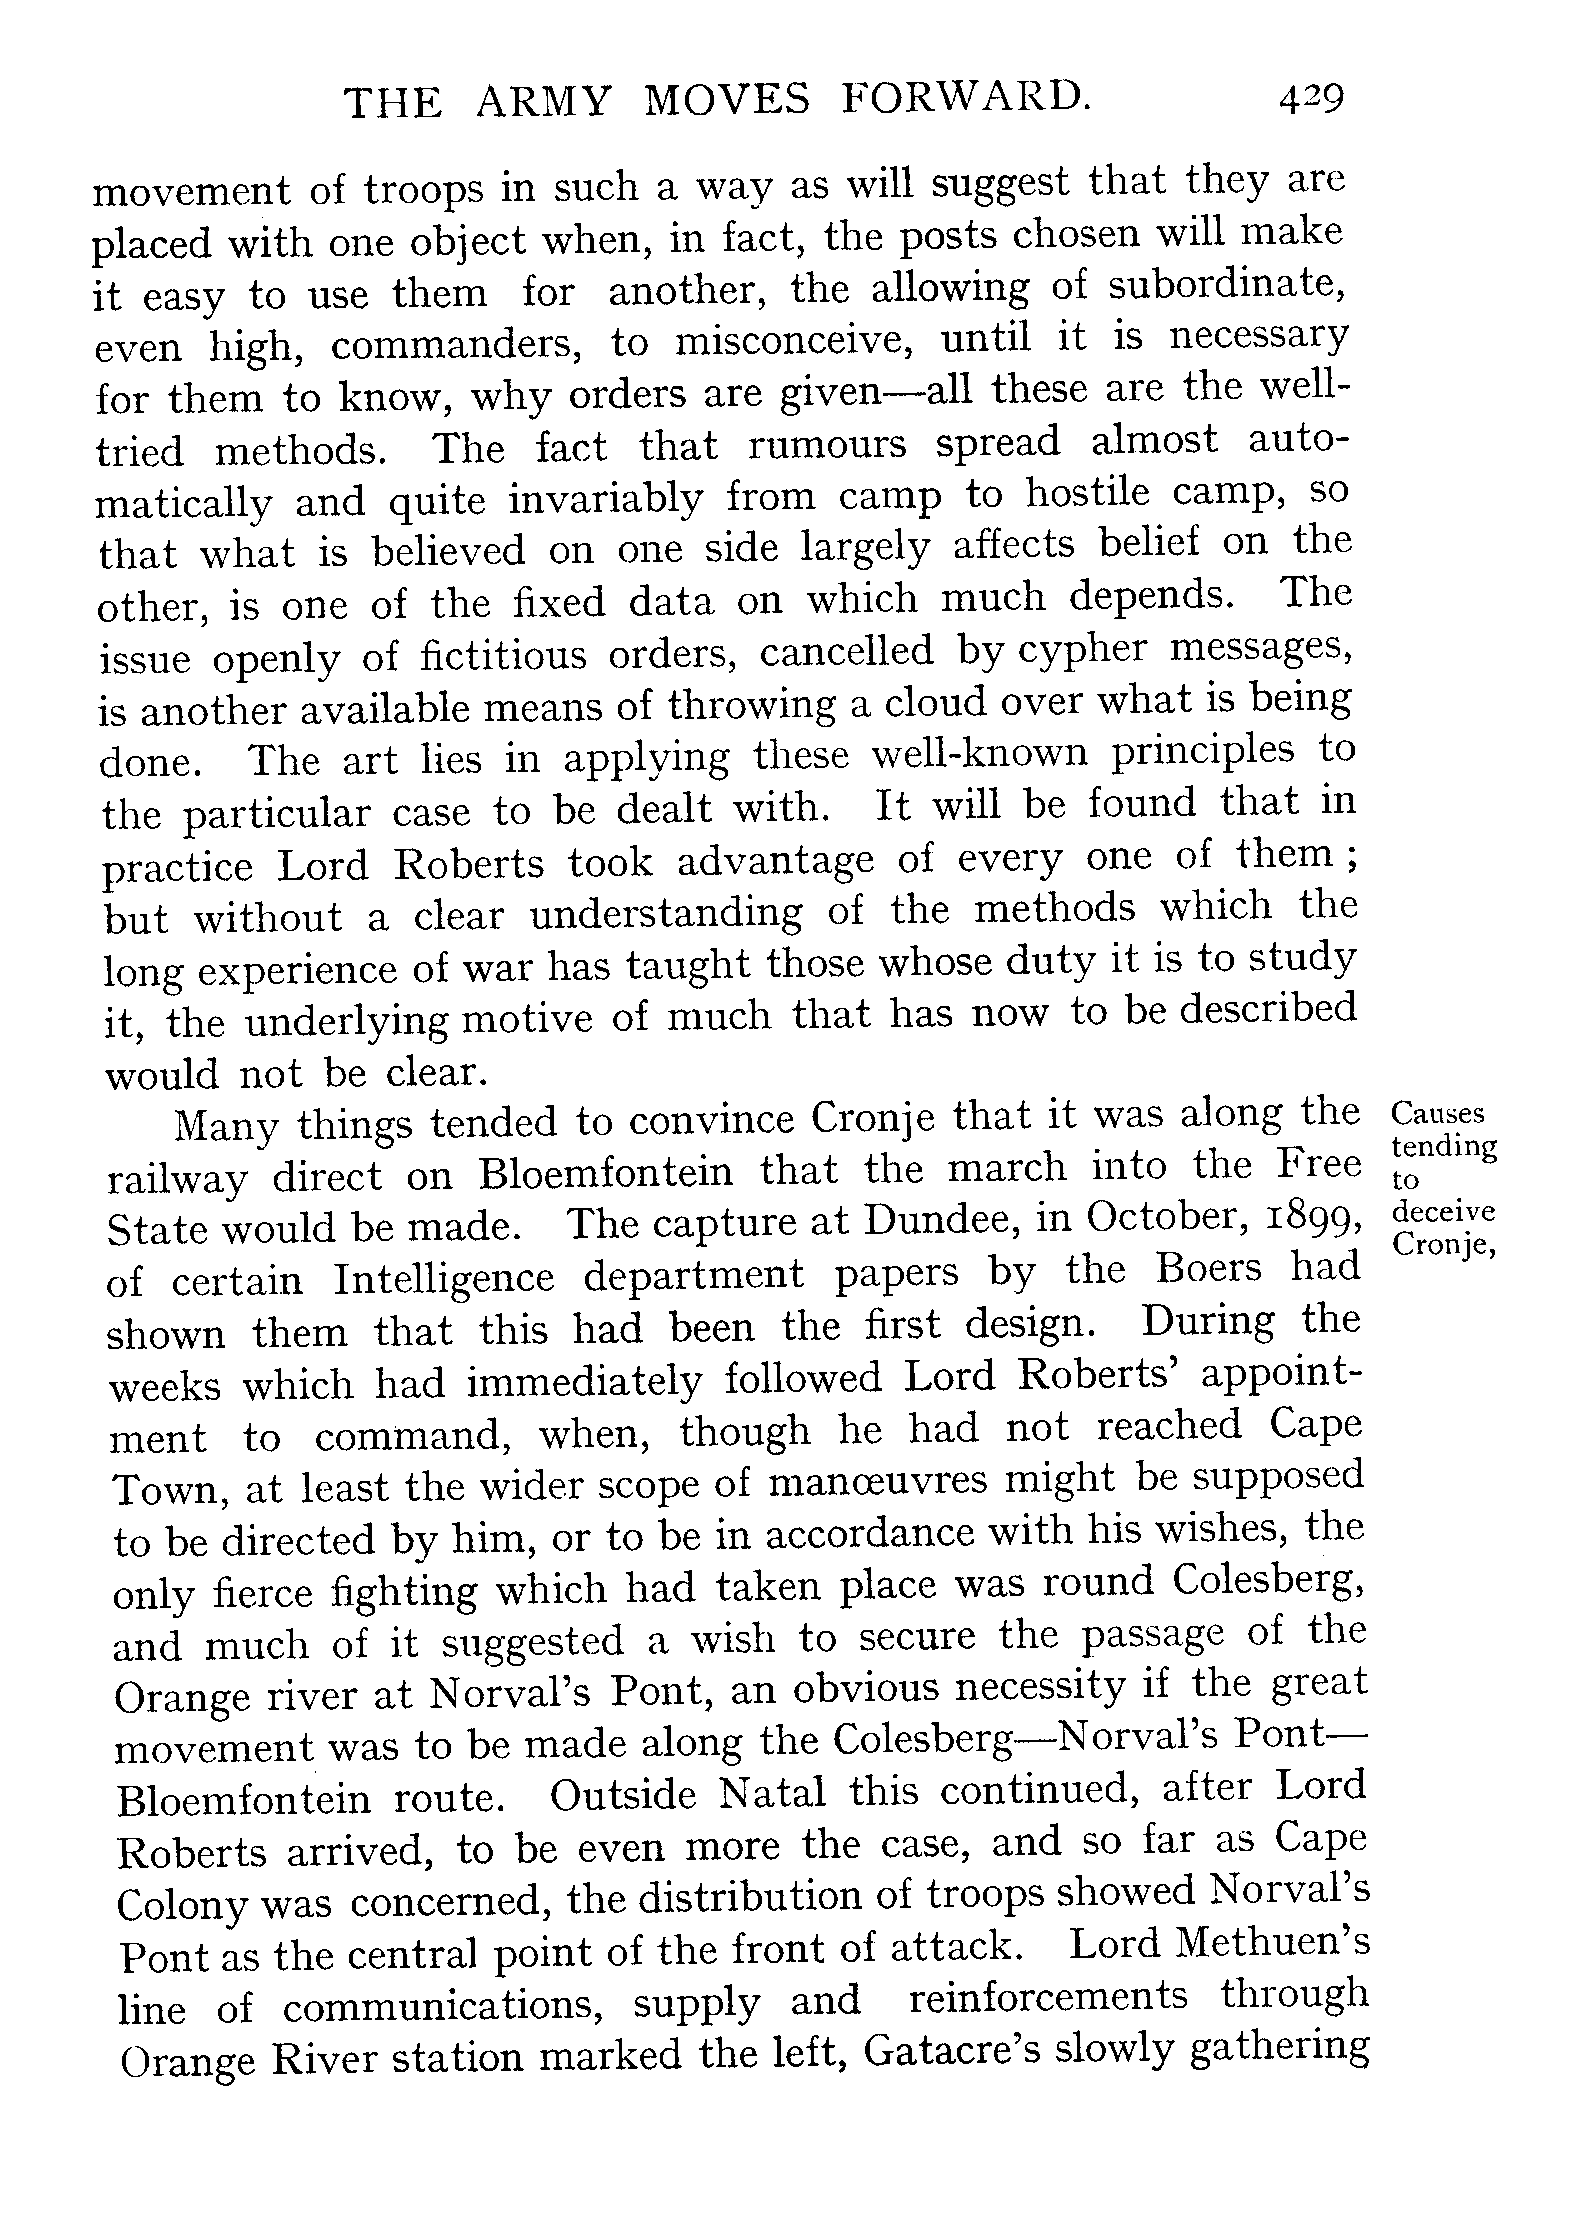 THE ARMY MOVES FORWARD. 429
movement of troops in such a way as will suggest that they are
placed with one object when, in fact, the posts chosen will make
it easy to use them for another, the allowing of subordinate,
even high, commanders, to misconceive, until it is necessary
for them to know, why orders are given—all these are the well-
tried methods. The fact that rumours spread almost auto-
matically and quite invariably from camp to hostile camp, so
that what is believed on one side largely affects belief on the
other, is one of the fixed data on which much depends. The
issue openly of fictitious orders, cancelled by cypher messages,
is another available means of throwing a cloud over what is being
done. The art lies in applying these well-known principles to
the particular case to be dealt with. It will be found that in
practice Lord Roberts took advantage of every one of them ;
but without a clear understanding of the methods which the
long experience of war has taught those whose duty it is to study
it, the underlying motive of much that has now to be described
would not be clear.
Many things tended to convince Cronje that it was along the
railway direct on Bloemfontein that the march into the Free
State would be made. The capture at Dundee, in October, 1899,
of certain Intelligence department papers by the Boers had
shown them that this had been the first design. During the
weeks which had immediately followed Lord Roberts' appoint-
ment to command, when, though he had not reached Cape
Town, at least the wider scope of manœuvres might be supposed
to be directed by him, or to be in accordance with his wishes, the
only fierce fighting which had taken place was round Colesberg,
and much of it suggested a wish to secure the passage of the
Orange river at Norval's Pont, an obvious necessity if the great
movement was to be made along the Colesberg—Norval's Pont—
Bloemfontein route. Outside Natal this continued, after Lord
Roberts arrived, to be even more the case, and so far as Cape
Colony was concerned, the distribution of troops showed Norval's
Pont as the central point of the front of attack. Lord Methuen's
line of communications, supply and reinforcements through
Orange River station marked the left, Gatacre's slowly gathering
Causes
tending
to
deceive
Cronje,